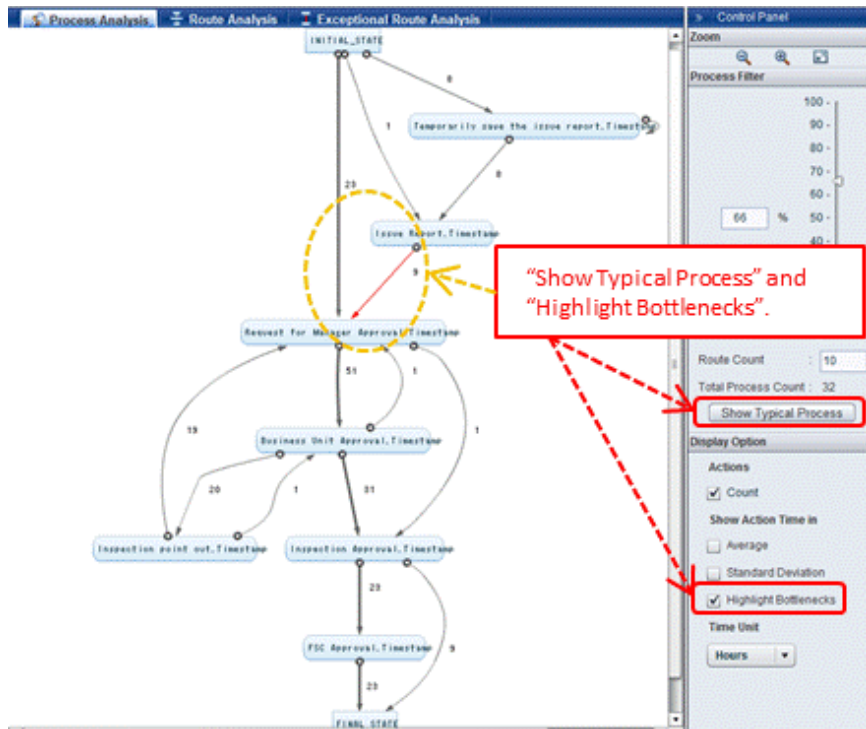 Process Analysis
Route Analysis
Exceptional Route Analysis
» Control Panel
Zoom
Process Filter
100 -
90 -
80 -
70 -
60 -
66 % 50 -
40 -
INITIAL_STATE
8
Temporarily save the issue report,Timestamp
1
8
23
Issue Report,Timestamp
9
"Show Typical Process" and
"Highlight Bottlenecks".
Request for Manager Approval,Timestamp
51
1
Route Count : 10
Total Process Count : 32
Show Typical Process
19
Business Unit Approval,Timestamp
1
Display Option
Actions
Count
20
1
31
Show Action Time in
Average
Inspection point out,Timestamp
Inspection Approval,Timestamp
Standard Deviation
23
Highlight Bottlenecks
Time Unit
Hours
FSC Approval,Timestamp
9
23
FINAL_STATE